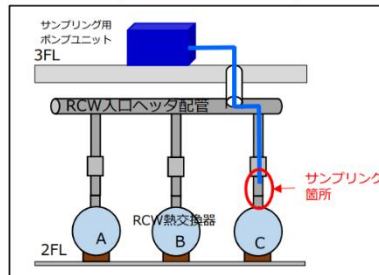 サンプリング用
ポンプユニット
3FL
RCW入口ヘッダ配管
サンプリング
箇所
RCW熱交換器
A
B
C
2FL